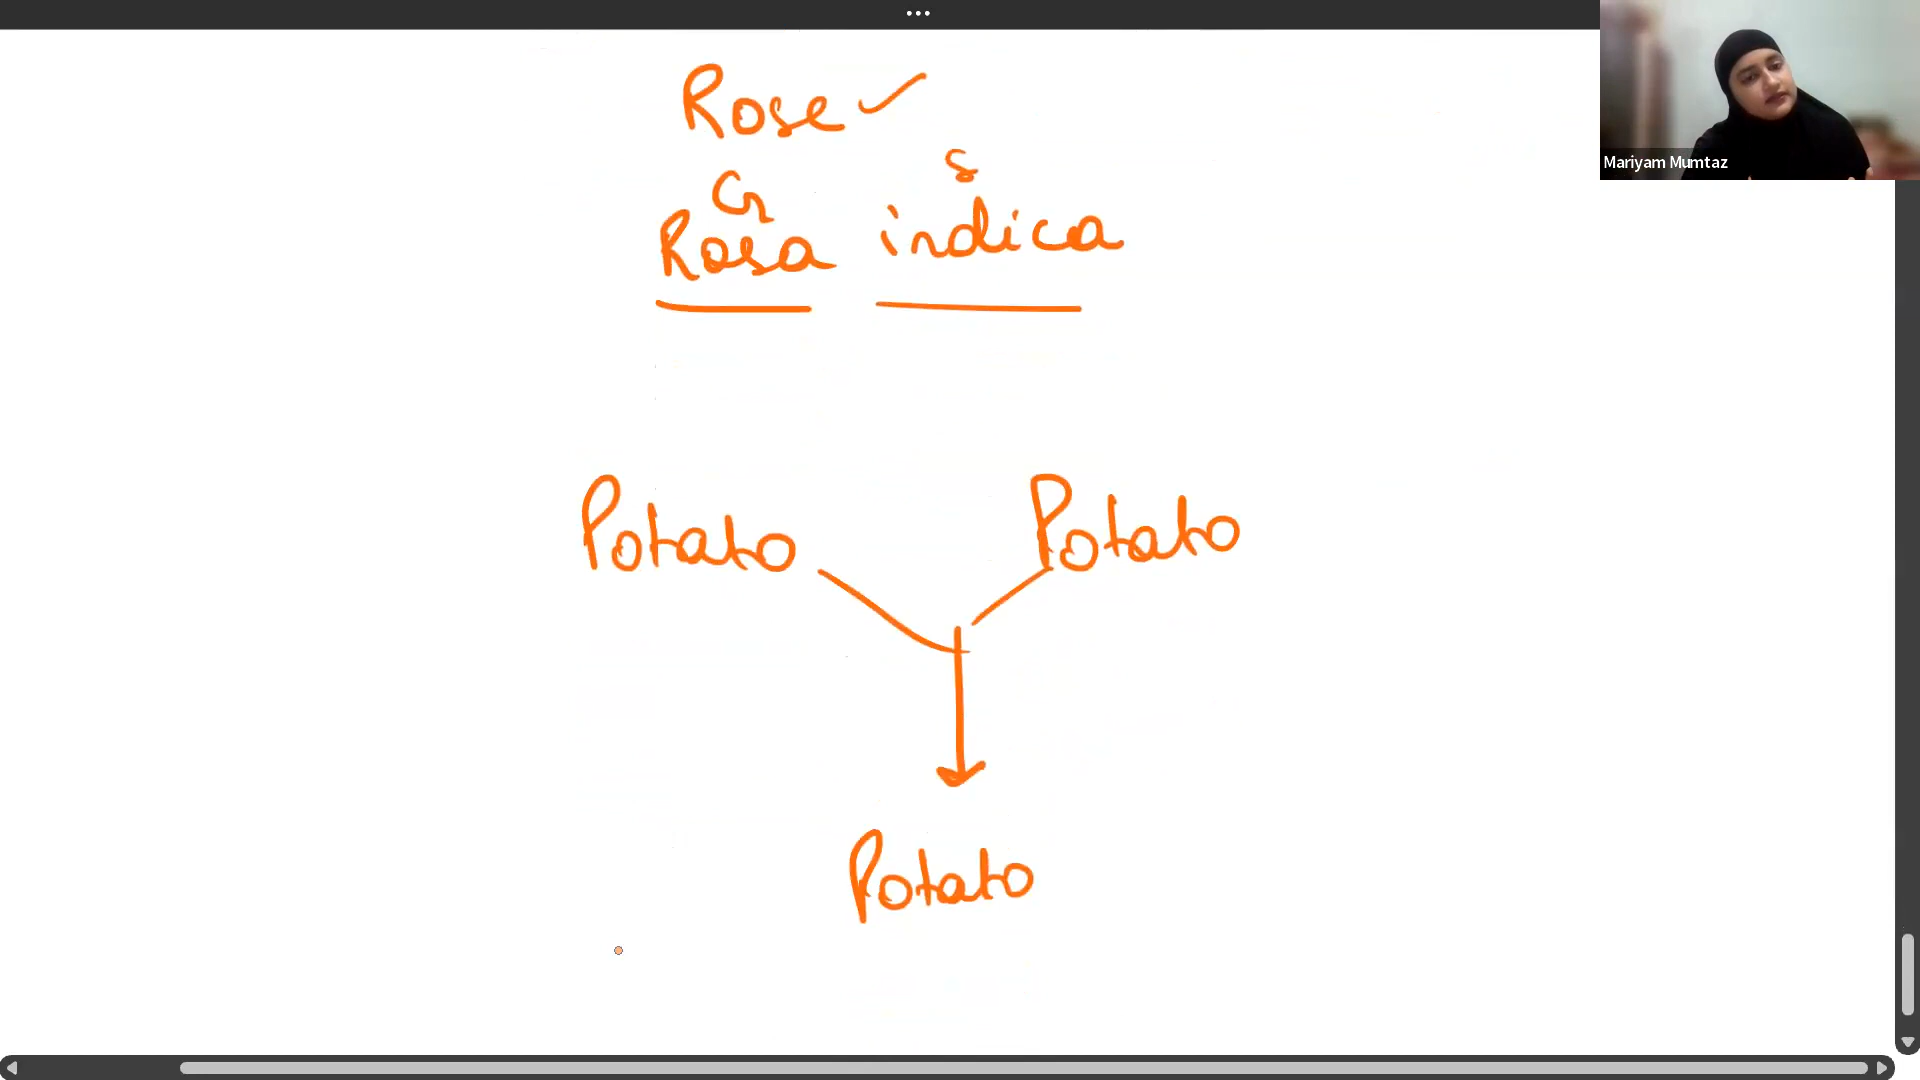 Rose ✓
G s
Rosa indica
Potato Potato
Potato
Mariyam Mumtaz